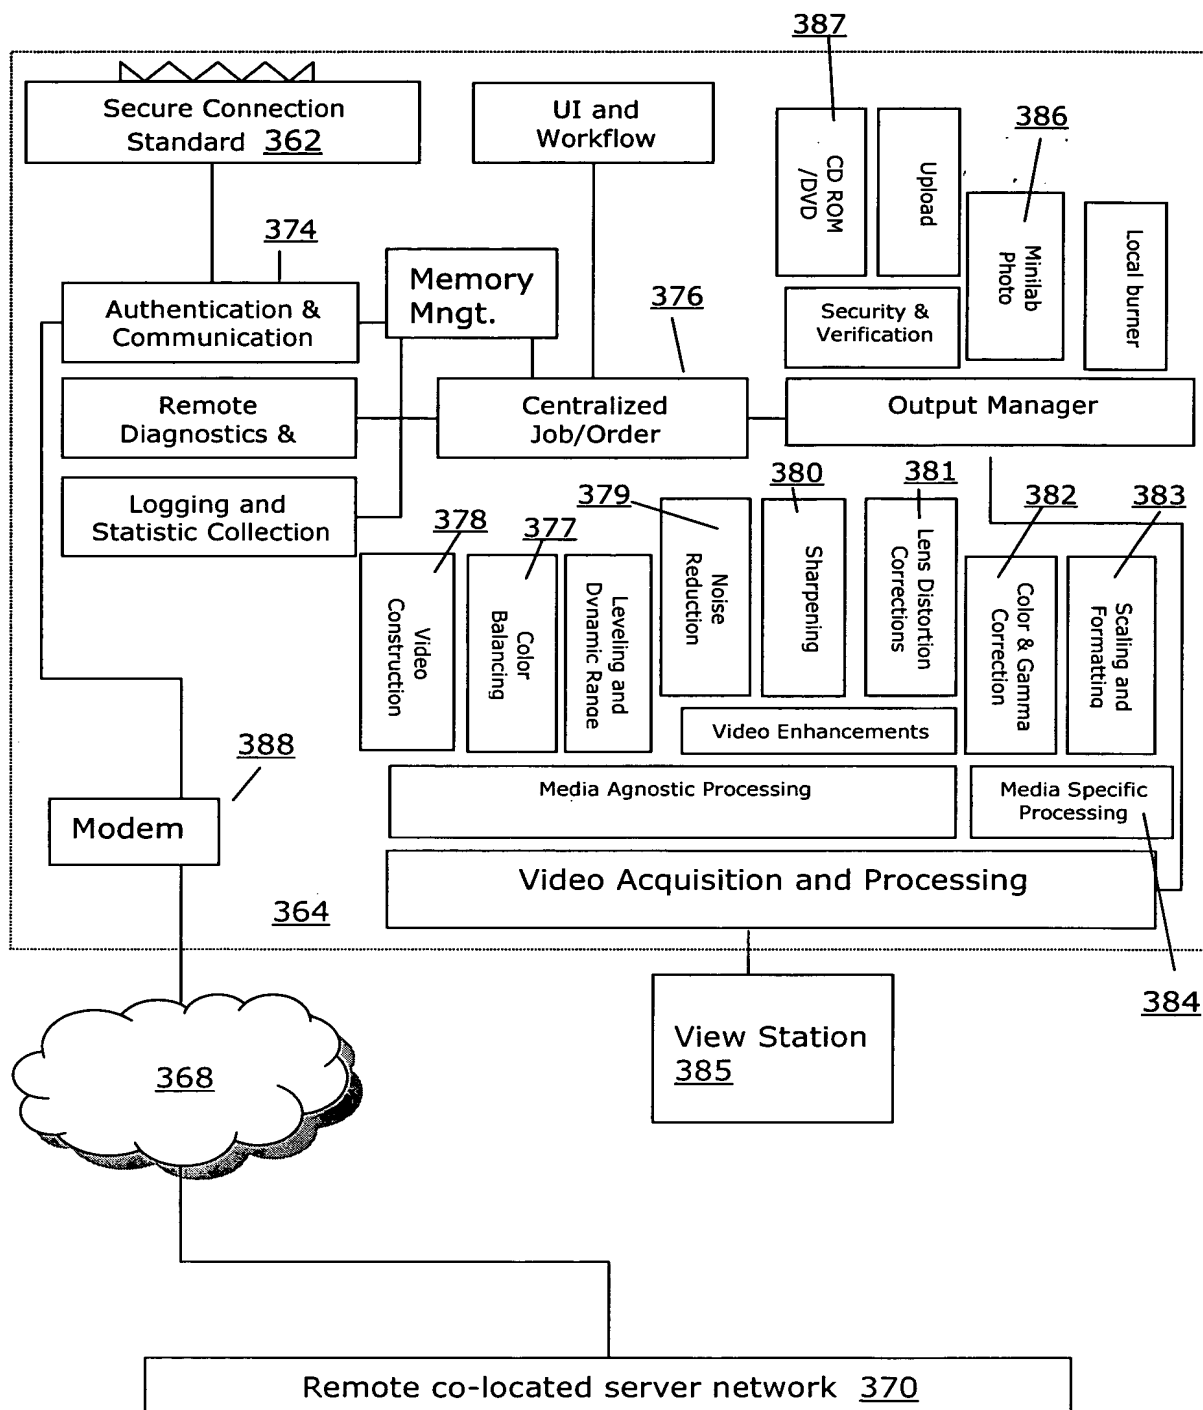 387
Secure Connection
Standard 362
UI and
Workflow
CD ROM
/DVD
Upload
386
Minilab
Photo
Local burner
374
Authentication &
Communication
Memory
Mngt.
376
Security &
Verification
Remote
Diagnostics &
Centralized
Job/Order
Output Manager
Logging and
Statistic Collection
378
377
379
380
381
382
383
Video
Construction
Color
Balancing
Leveling and
Dynamic Range
Noise
Reduction
Sharpening
Lens Distortion
Corrections
Color & Gamma
Correction
Scaling and
Formatting
Video Enhancements
388
Modem
Media Agnostic Processing
Media Specific
Processing
Video Acquisition and Processing
364
384
View Station
385
368
Remote co-located server network 370